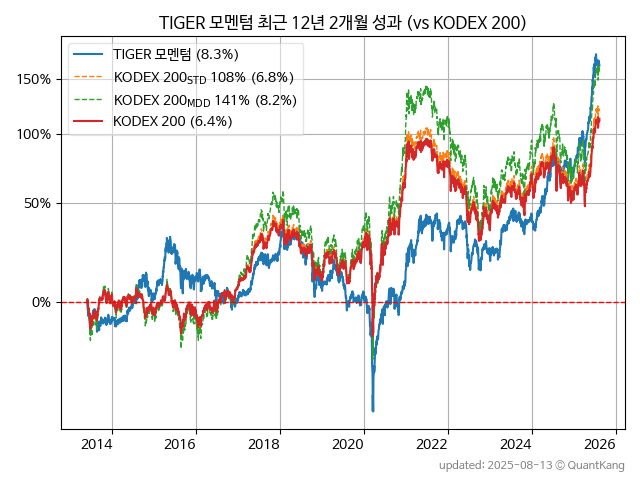 TIGER 모멘텀 최근 12년 2개월 성과 (vs KODEX 200)
TIGER 모멘텀 (8.3%)
KODEX 200STD 108% (6.8%)
KODEX 200MDD 141% (8.2%)
KODEX 200 (6.4%)
150%
100%
50%
0%
2014 2016 2018 2020 2022 2024 2026
updated: 2025-08-13 © QuantKang